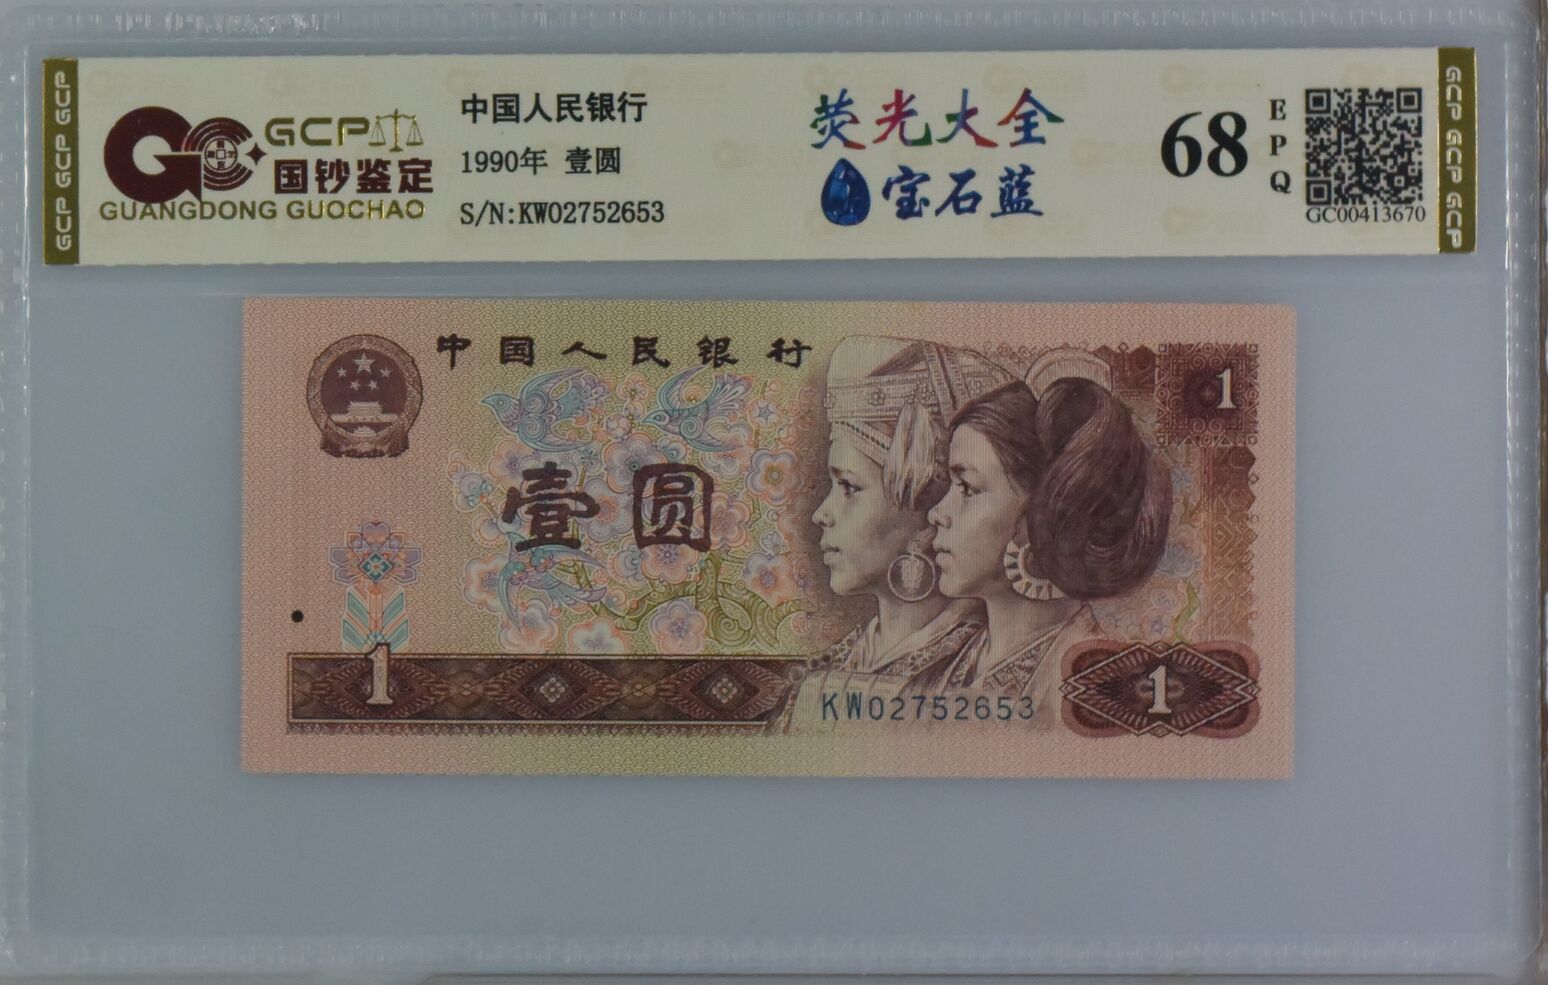 GCP GCP GCP
GCP
国钞鉴定
GUANGDONG GUOCHAO
中国人民银行
1990年 壹圆
S/N:KW02752653
荧光大全
宝石蓝
68
EPQ
GC00413670
GCP GCP GCP
中国人民银行
1
壹圆
1
KW02752653
1